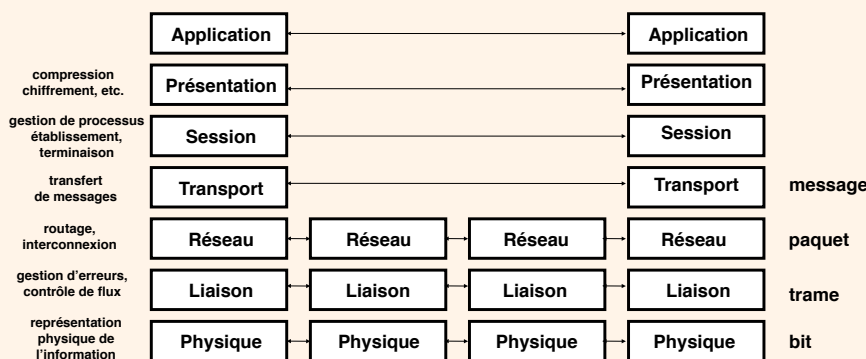 Application
Application
compression
chiffrement, etc.
Présentation
Présentation
gestion de processus
établissement,
terminaison
Session
Session
transfert
de messages
Transport
Transport
message
routage,
interconnexion
Réseau
Réseau
Réseau
Réseau
paquet
gestion d'erreurs,
contrôle de flux
Liaison
Liaison
Liaison
Liaison
trame
représentation
physique de
l'information
Physique
Physique
Physique
Physique
bit